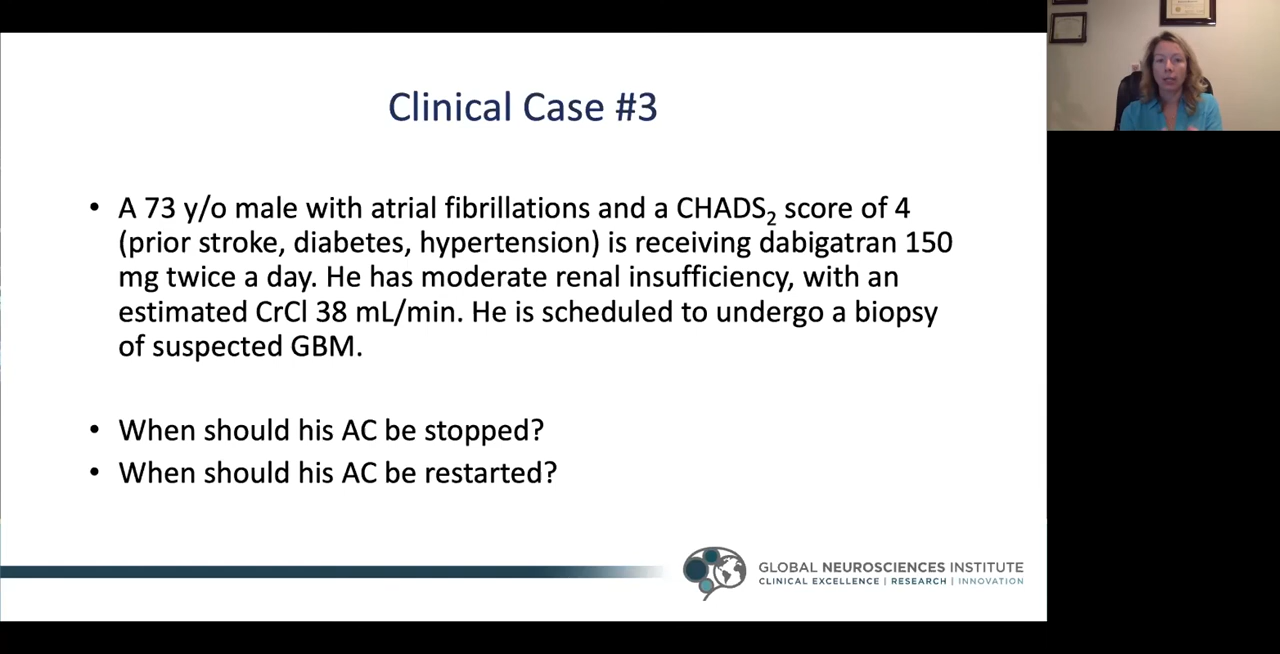 Clinical Case #3
• A 73 y/o male with atrial fibrillations and a CHADS₂ score of 4
(prior stroke, diabetes, hypertension) is receiving dabigatran 150
mg twice a day. He has moderate renal insufficiency, with an
estimated CrCl 38 mL/min. He is scheduled to undergo a biopsy
of suspected GBM.
• When should his AC be stopped?
• When should his AC be restarted?
GLOBAL NEUROSCIENCES INSTITUTE
CLINICAL EXCELLENCE | RESEARCH | INNOVATION